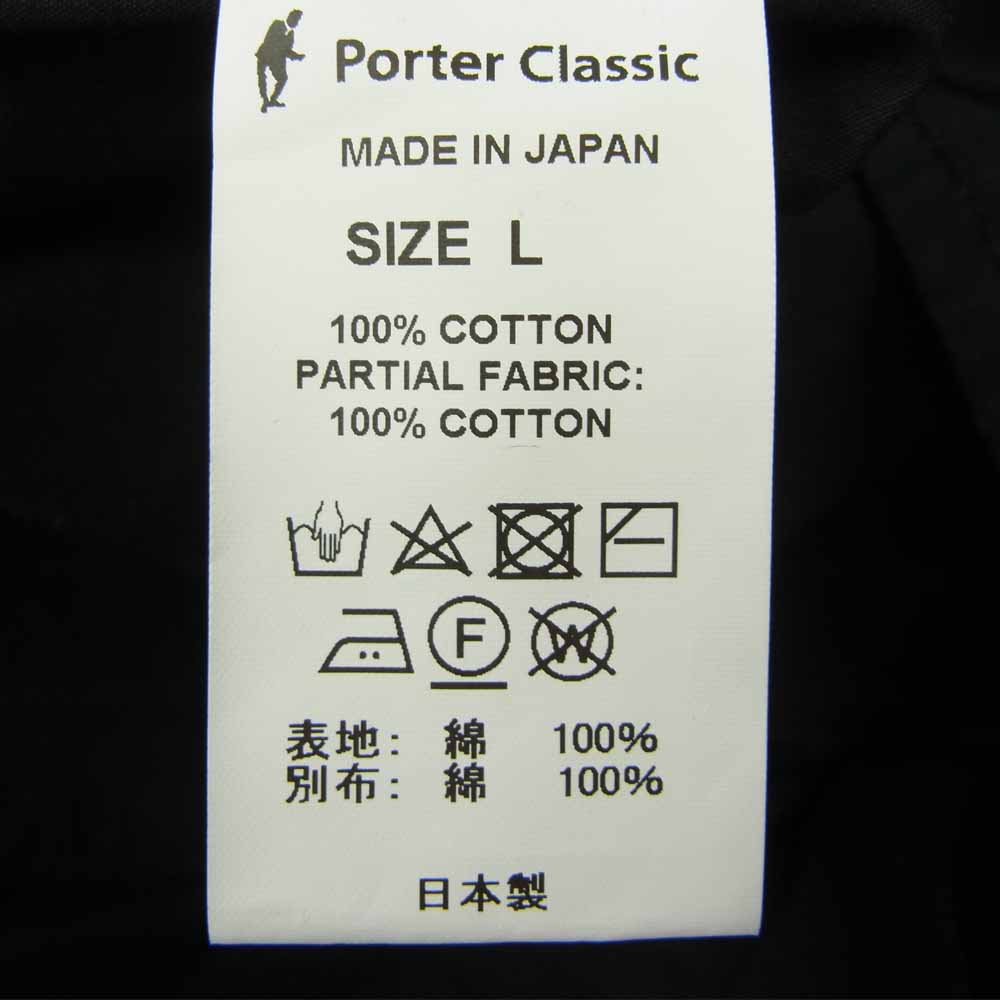 Porter Classic
MADE IN JAPAN
SIZE L
100% COTTON
PARTIAL FABRIC:
100% COTTON
F
W
表地: 綿 100%
別布: 綿 100%
日本製